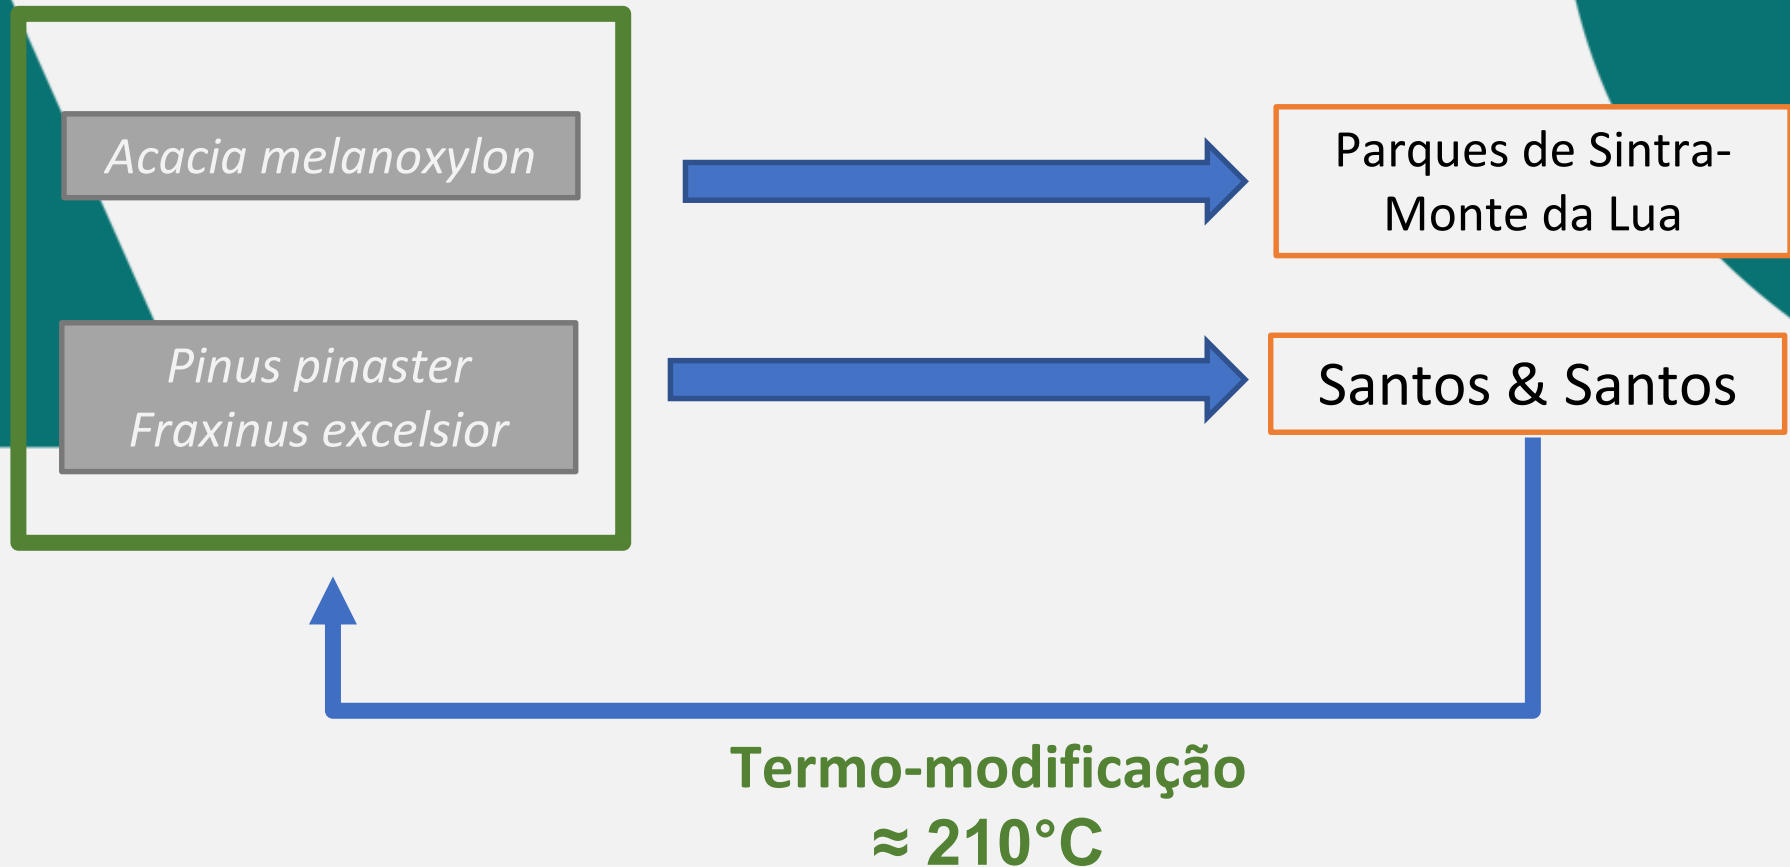 Acacia melanoxylon
Parques de Sintra-
Monte da Lua
Pinus pinaster
Fraxinus excelsior
Santos & Santos
Termo-modificação
≈ 210°C